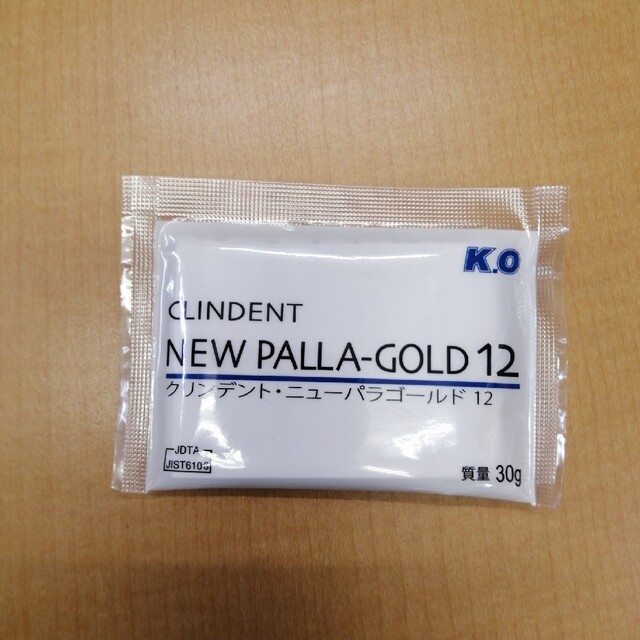 K.O
CLINDENT
NEW PALLA-GOLD 12
クリンデント・ニューパラゴールド 12
JDTA
JIST6106
質量 30g